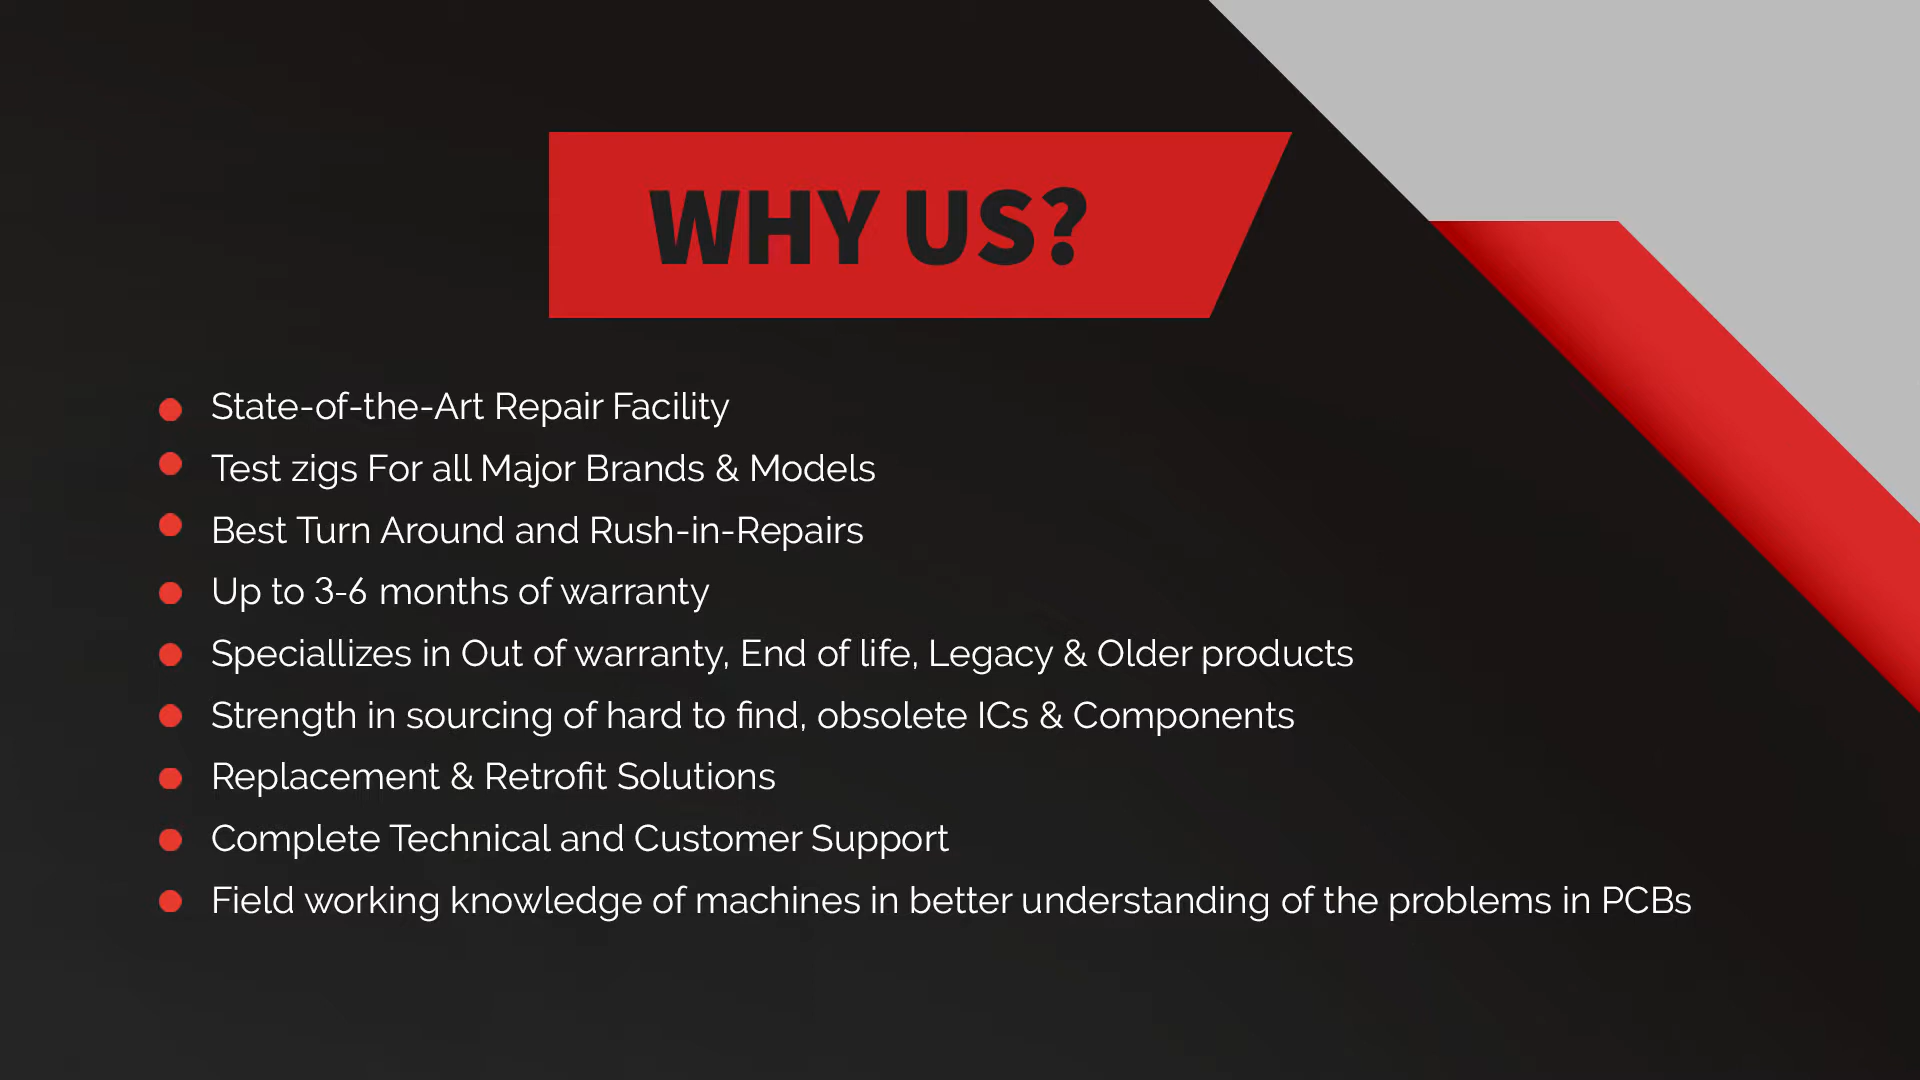 WHY US?
State-of-the-Art Repair Facility
Test zigs For all Major Brands & Models
Best Turn Around and Rush-in-Repairs
Up to 3-6 months of warranty
Speciallizes in Out of warranty, End of life, Legacy & Older products
Strength in sourcing of hard to find, obsolete ICs & Components
Replacement & Retrofit Solutions
Complete Technical and Customer Support
Field working knowledge of machines in better understanding of the problems in PCBs